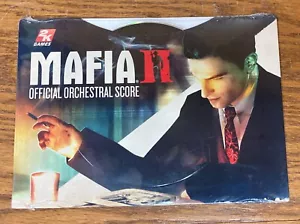 2K
GAMES
MAFIA II
OFFICIAL ORCHESTRAL SCORE